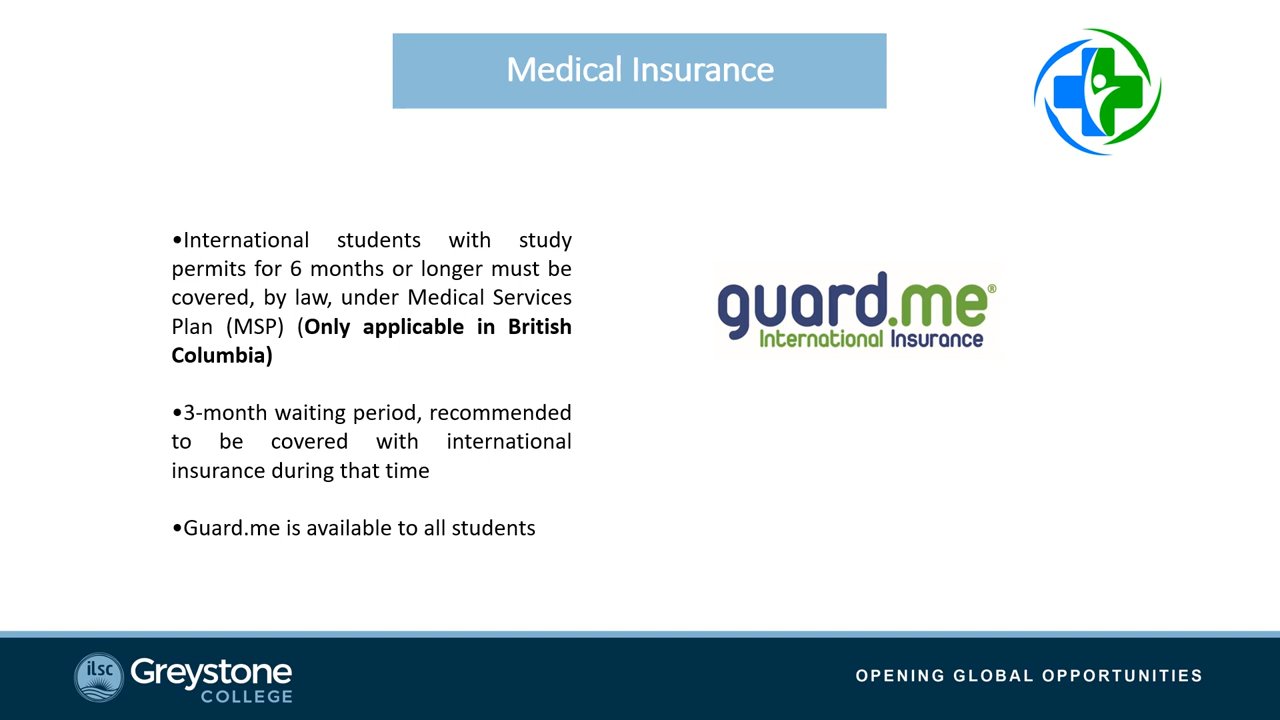 Medical Insurance
•International students with study
permits for 6 months or longer must be
covered, by law, under Medical Services
Plan (MSP) (Only applicable in British
Columbia)
•3-month waiting period, recommended
to be covered with international
insurance during that time
•Guard.me is available to all students
guard.me®
International Insurance
ilsc
Greystone
COLLEGE
OPENING GLOBAL OPPORTUNITIES